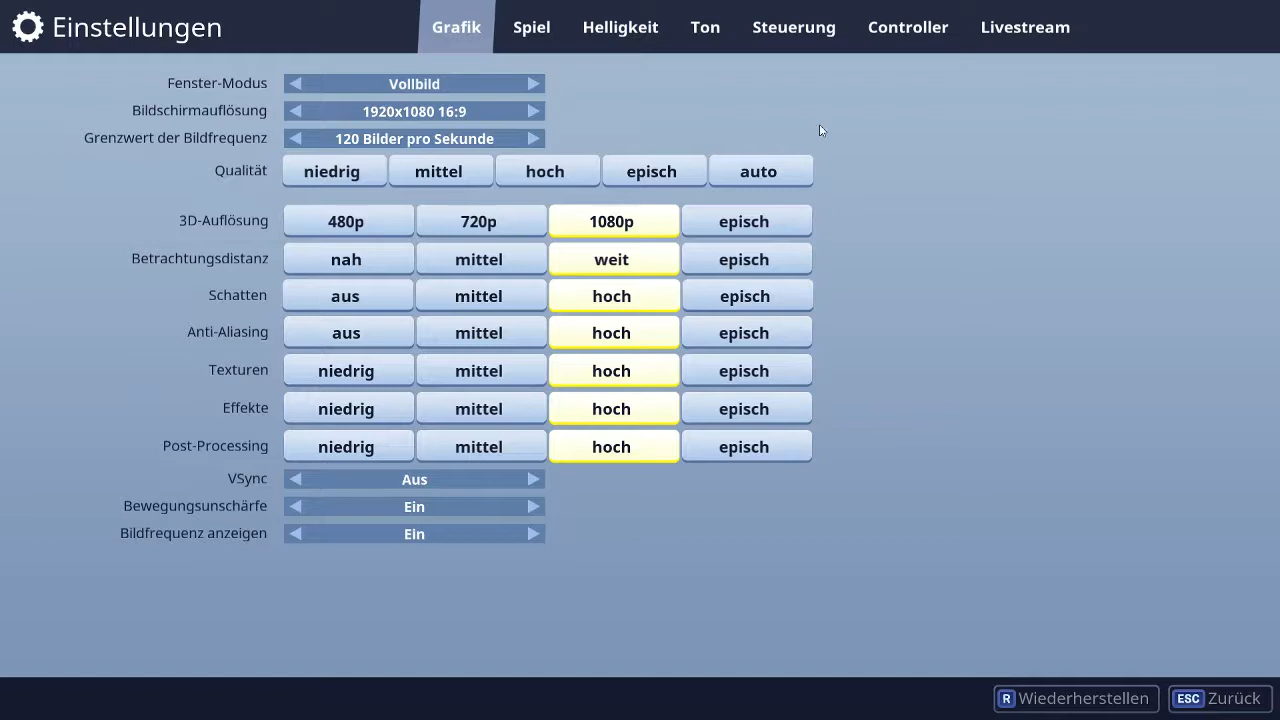 Einstellungen Grafik Spiel Helligkeit Ton Steuerung Controller Livestream
Fenster-Modus Vollbild
Bildschirmauflösung 1920x1080 16:9
Grenzwert der Bildfrequenz 120 Bilder pro Sekunde
Qualität niedrig mittel hoch episch auto
3D-Auflösung 480p 720p 1080p episch
Betrachtungsdistanz nah mittel weit episch
Schatten aus mittel hoch episch
Anti-Aliasing aus mittel hoch episch
Texturen niedrig mittel hoch episch
Effekte niedrig mittel hoch episch
Post-Processing niedrig mittel hoch episch
VSync Aus
Bewegungsunschärfe Ein
Bildfrequenz anzeigen Ein
R Wiederherstellen ESC Zurück